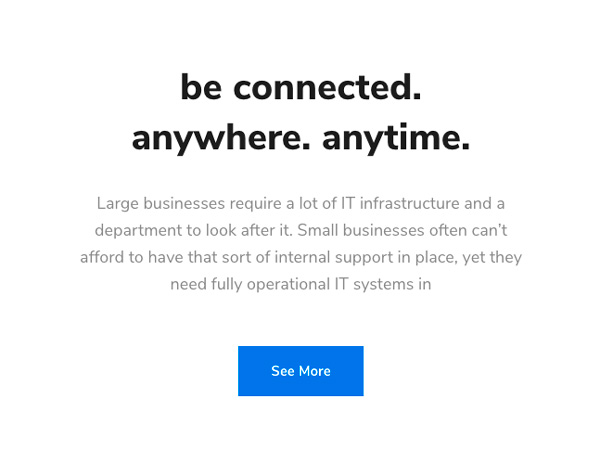 be connected.
anywhere. anytime.
Large businesses require a lot of IT infrastructure and a
department to look after it. Small businesses often can't
afford to have that sort of internal support in place, yet they
need fully operational IT systems in
See More